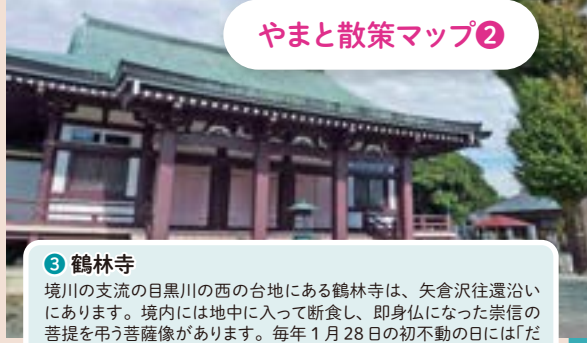 やまと散策マップ❷
❸ 鶴林寺
境川の支流の目黒川の西の台地にある鶴林寺は、矢倉沢往還沿い
にあります。境内には地中に入って断食し、即身仏になった崇信の
菩提を弔う菩薩像があります。毎年1月28日の初不動の日には「だ